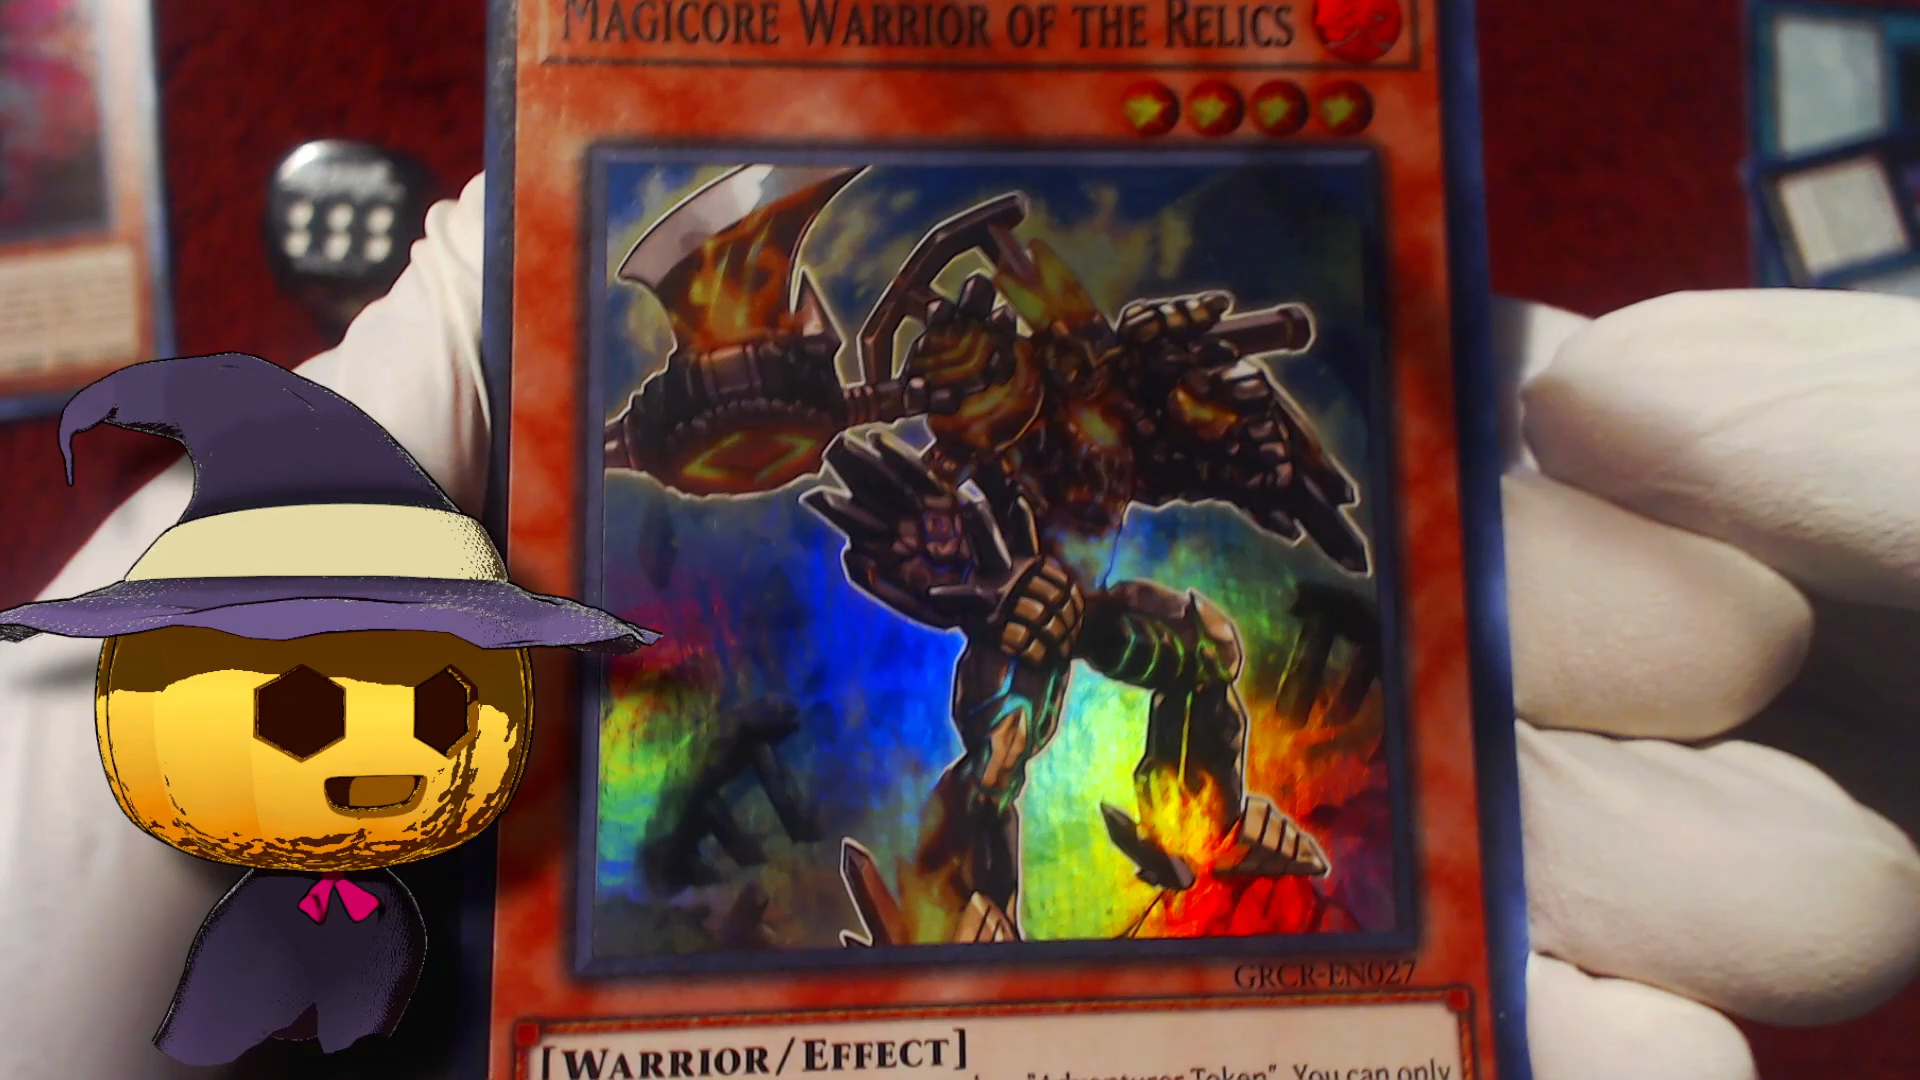 MAGICORE WARRIOR OF THE RELICS
GRCR-EN027
[WARRIOR/EFFECT]
"Adventurer Token". You can only